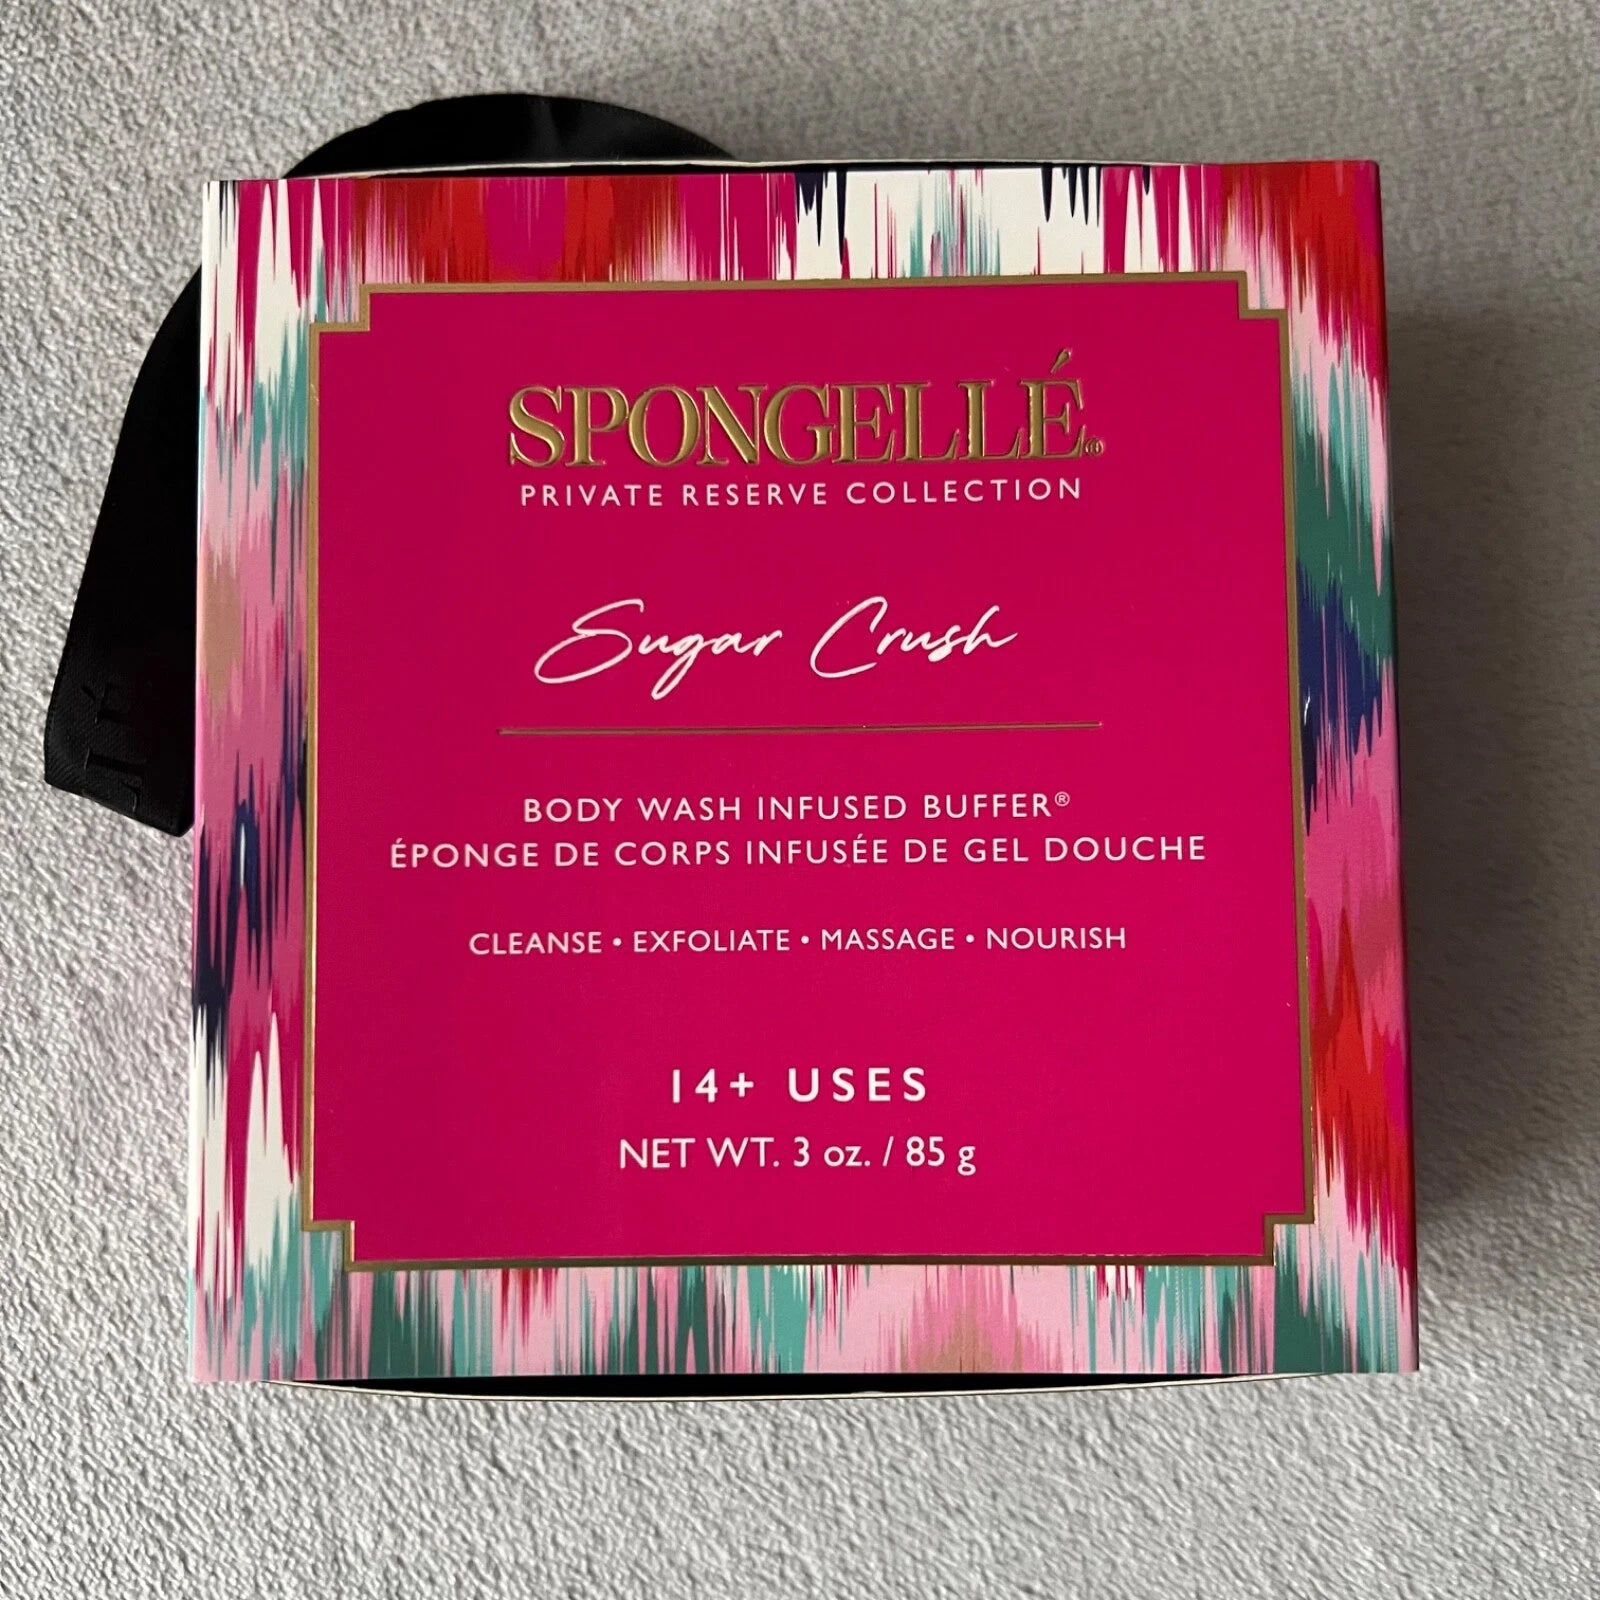 SPONGELLÉ®
PRIVATE RESERVE COLLECTION
Sugar Crush
BODY WASH INFUSED BUFFER®
ÉPONGE DE CORPS INFUSÉE DE GEL DOUCHE
CLEANSE • EXFOLIATE • MASSAGE • NOURISH
14+ USES
NET WT. 3 oz. / 85 g